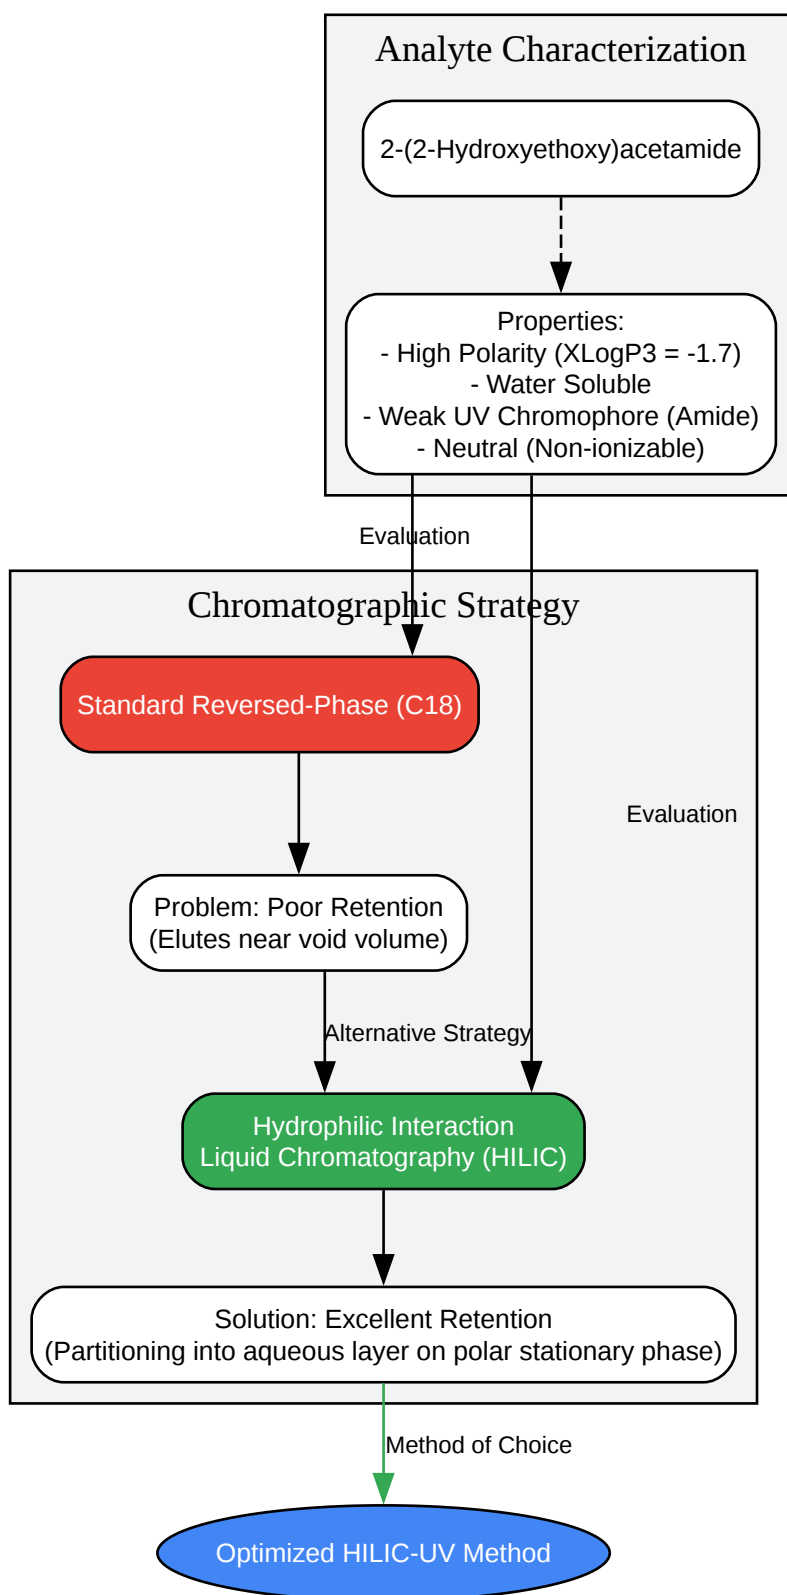 Analyte Characterization
2-(2-Hydroxyethoxy)acetamide
Properties:
- High Polarity (XLogP3 = -1.7)
- Water Soluble
- Weak UV Chromophore (Amide)
- Neutral (Non-ionizable)
Evaluation
Chromatographic Strategy
Standard Reversed-Phase (C18)
Evaluation
Problem: Poor Retention
(Elutes near void volume)
Alternative Strategy
Hydrophilic Interaction
Liquid Chromatography (HILIC)
Solution: Excellent Retention
(Partitioning into aqueous layer on polar stationary phase)
Method of Choice
Optimized HILIC-UV Method